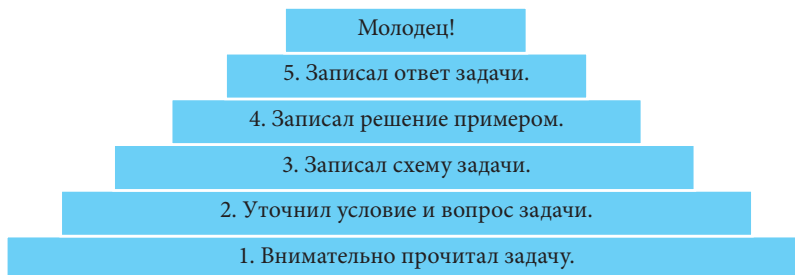 Молодец!
5. Записал ответ задачи.
4. Записал решение примером.
3. Записал схему задачи.
2. Уточнил условие и вопрос задачи.
1. Внимательно прочитал задачу.